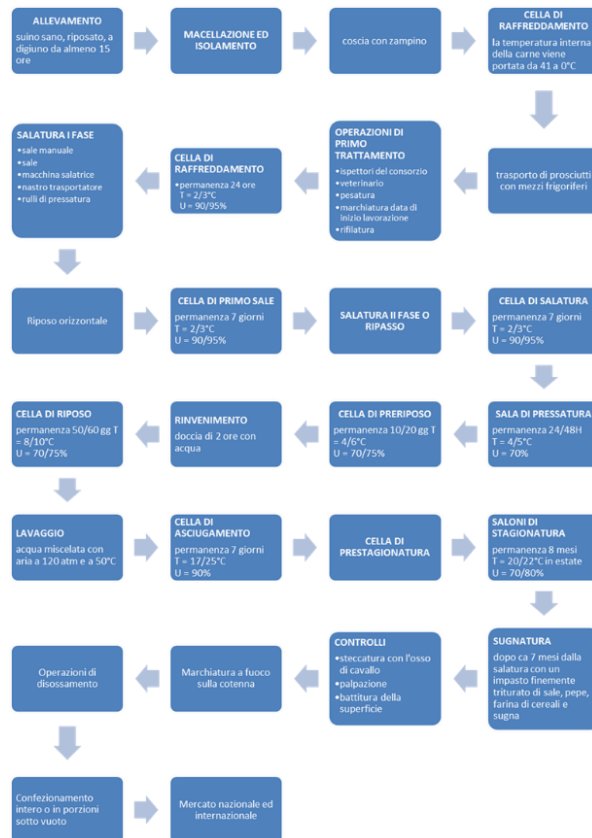 ALLEVAMENTO
suino sano, riposato, a
digiuno da almeno 15
ore
MACELLAZIONE ED
ISOLAMENTO
coscia con zampino
CELLA DI
RAFFREDDAMENTO
la temperatura interna
della carne viene
portata da 41 a 0°C
trasporto di prosciutti
con mezzi frigoriferi
OPERAZIONI DI
PRIMO
TRATTAMENTO
•ispettori del consorzio
•veterinario
•pesatura
•marchiatura data di
inizio lavorazione
•rifilatura
CELLA DI
RAFFREDDAMENTO
•permanenza 24 ore
T = 2/3°C
U = 90/95%
SALATURA I FASE
•sale manuale
•sale
•macchina salatrice
•nastro trasportatore
•rulli di pressatura
Riposo orizzontale
CELLA DI PRIMO SALE
permanenza 7 giorni
T = 2/3°C
U = 90/95%
SALATURA II FASE O
RIPASSO
CELLA DI SALATURA
permanenza 7 giorni
T = 2/3°C
U = 90/95%
SALA DI PRESSATURA
permanenza 24/48H
T = 4/5°C
U = 70%
CELLA DI PRERIPOSO
permanenza 10/20 gg T
= 4/6°C
U = 70/75%
RINVENIMENTO
doccia di 2 ore con
acqua
CELLA DI RIPOSO
permanenza 50/60 gg T
= 8/10°C
U = 70/75%
LAVAGGIO
acqua miscelata con
aria a 120 atm e a 50°C
CELLA DI
ASCIUGAMENTO
permanenza 7 giorni
T = 17/25°C
U = 90%
CELLA DI
PRESTAGIONATURA
SALONI DI
STAGIONATURA
permanenza 8 mesi
T = 20/22°C in estate
U = 70/80%
SUGNATURA
dopo ca 7 mesi dalla
salatura con un
impasto finemente
triturato di sale, pepe,
farina di cereali e
sugna
CONTROLLI
•steccatura con l'osso
di cavallo
•palpazione
•battitura della
superficie
Marchiatura a fuoco
sulla cotenna
Operazioni di
disossamento
Confezionamento
intero o in porzioni
sotto vuoto
Mercato nazionale ed
internazionale